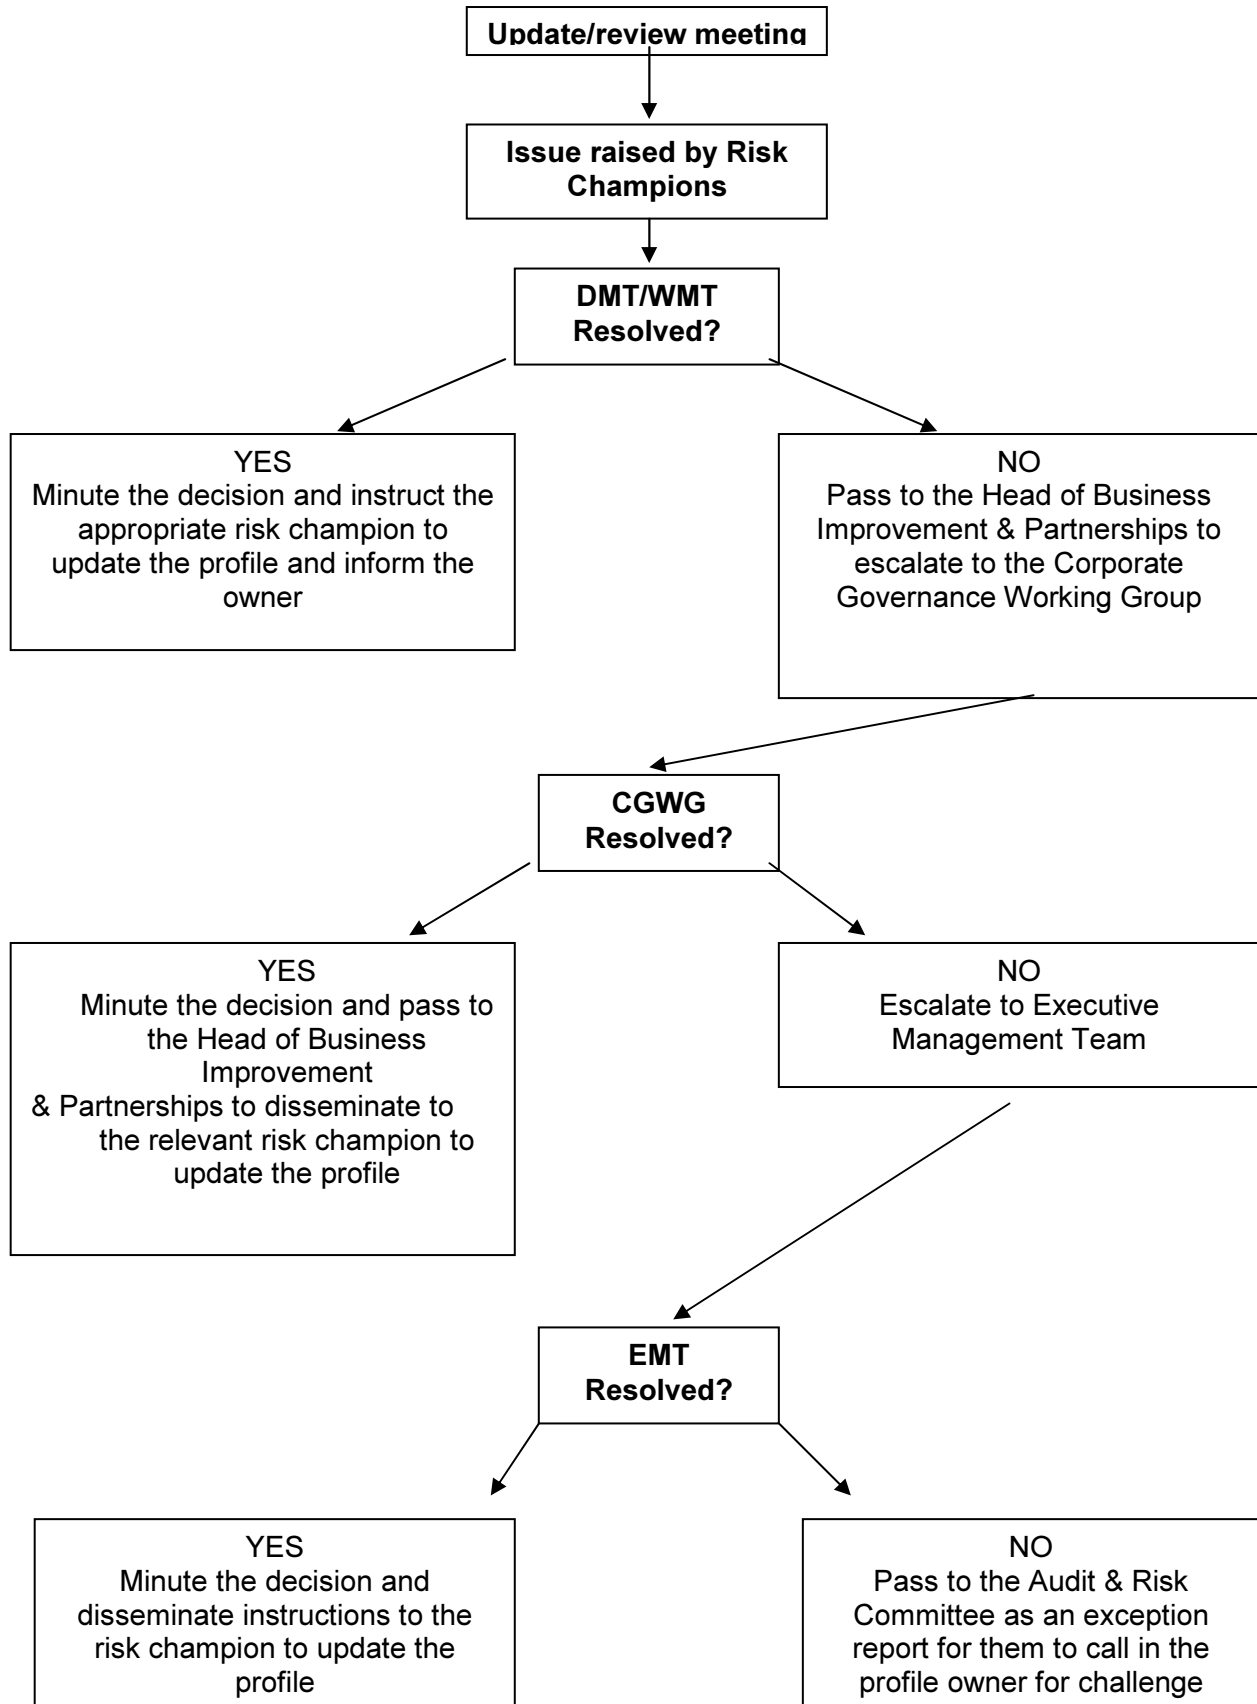 Update/review meeting
Issue raised by Risk
Champions
DMT/WMT
Resolved?
YES
Minute the decision and instruct the
appropriate risk champion to
update the profile and inform the
owner
NO
Pass to the Head of Business
Improvement & Partnerships to
escalate to the Corporate
Governance Working Group
CGWG
Resolved?
YES
Minute the decision and pass to
the Head of Business
Improvement
& Partnerships to disseminate to
the relevant risk champion to
update the profile
NO
Escalate to Executive
Management Team
EMT
Resolved?
YES
Minute the decision and
disseminate instructions to the
risk champion to update the
profile
NO
Pass to the Audit & Risk
Committee as an exception
report for them to call in the
profile owner for challenge